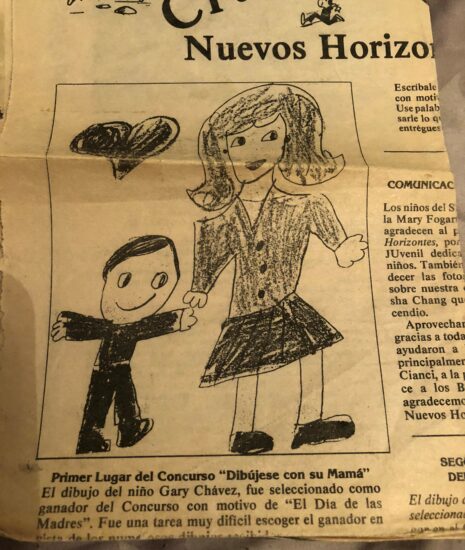 Nuevos Horizon
Primer Lugar del Concurso "Dibújese con su Mamá"
El dibujo del niño Gary Chávez, fue seleccionado como
ganador del Concurso con motivo de "El Día de las
Madres". Fue una tarea muy difícil escoger el ganador en
Escríbale
con moti
Use palab
sarle lo q
entrégues
COMUNICAC
Los niños del S
la Mary Fogar
agradecen al p
Horizontes, por
JUvenil dedica
niños. También
decer las foto
sobre nuestra
sha Chang qu
cendio.
Aprovechar
gracias a toda
ayudaron a
principalmen
Cianci, a la p
ce a los B
agradecemo
Nuevos Ho
SEG
DE
El dibujo d